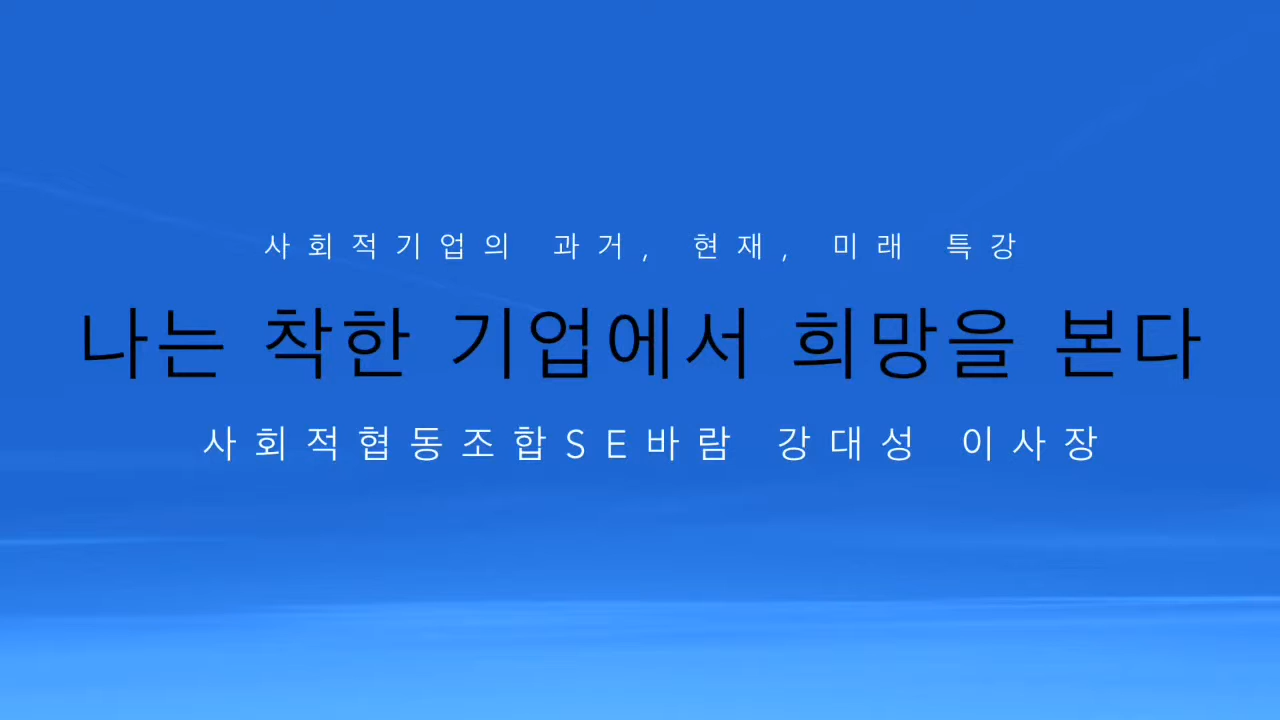 사회적기업의 과거, 현재, 미래 특강
나는 착한 기업에서 희망을 본다
사회적협동조합SE바람 강대성 이사장